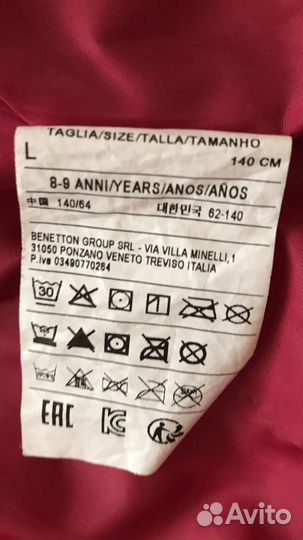 TAGLIA/SIZE/TALLA/TAMANHO
L 140 CM
8-9 ANNI/YEARS/ANOS/AÑOS
中国 140/64 대한민국 62-140
BENETTON GROUP SRL - VIA VILLA MINELLI,1
31050 PONZANO VENETO TREVISO ITALIA
P.iva 03490770264
30
EAC
KC
Avito